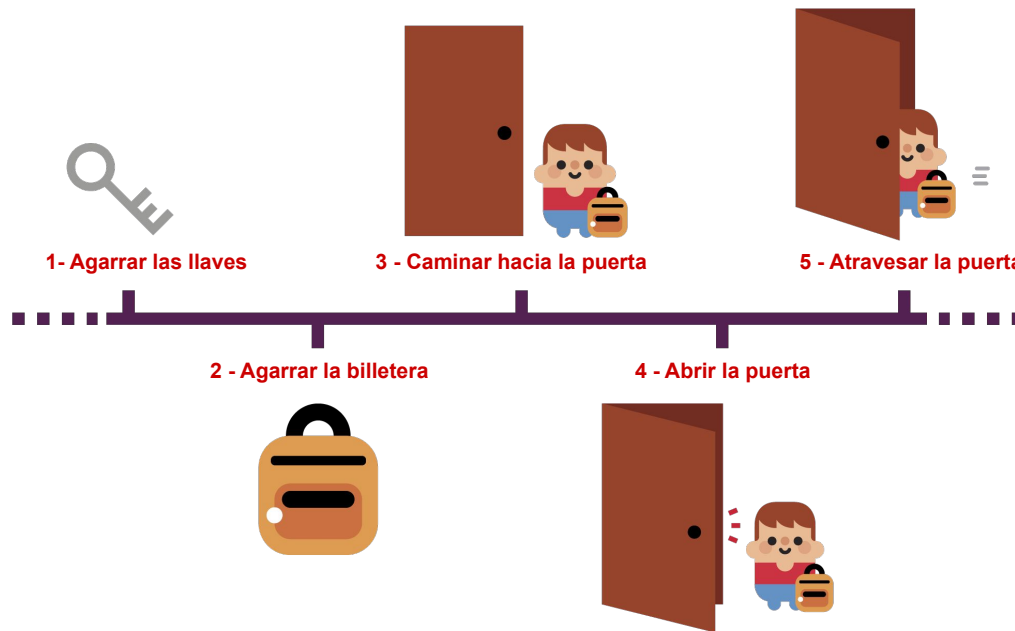 1- Agarrar las llaves
3 - Caminar hacia la puerta
5 - Atravesar la puerta
2 - Agarrar la billetera
4 - Abrir la puerta